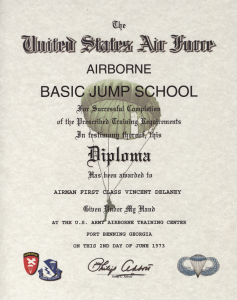 The
United States Air Force
AIRBORNE
BASIC JUMP SCHOOL
For Successful Completion
of the Prescribed Training Requirements
In testimony thereof, this
Diploma
Has been awarded to
AIRMAN FIRST CLASS VINCENT DELANEY
Given Under My Hand
AT THE U.S. ARMY AIRBORNE TRAINING CENTER
FORT BENNING GEORGIA
ON THIS 2ND DAY OF JUNE 1973